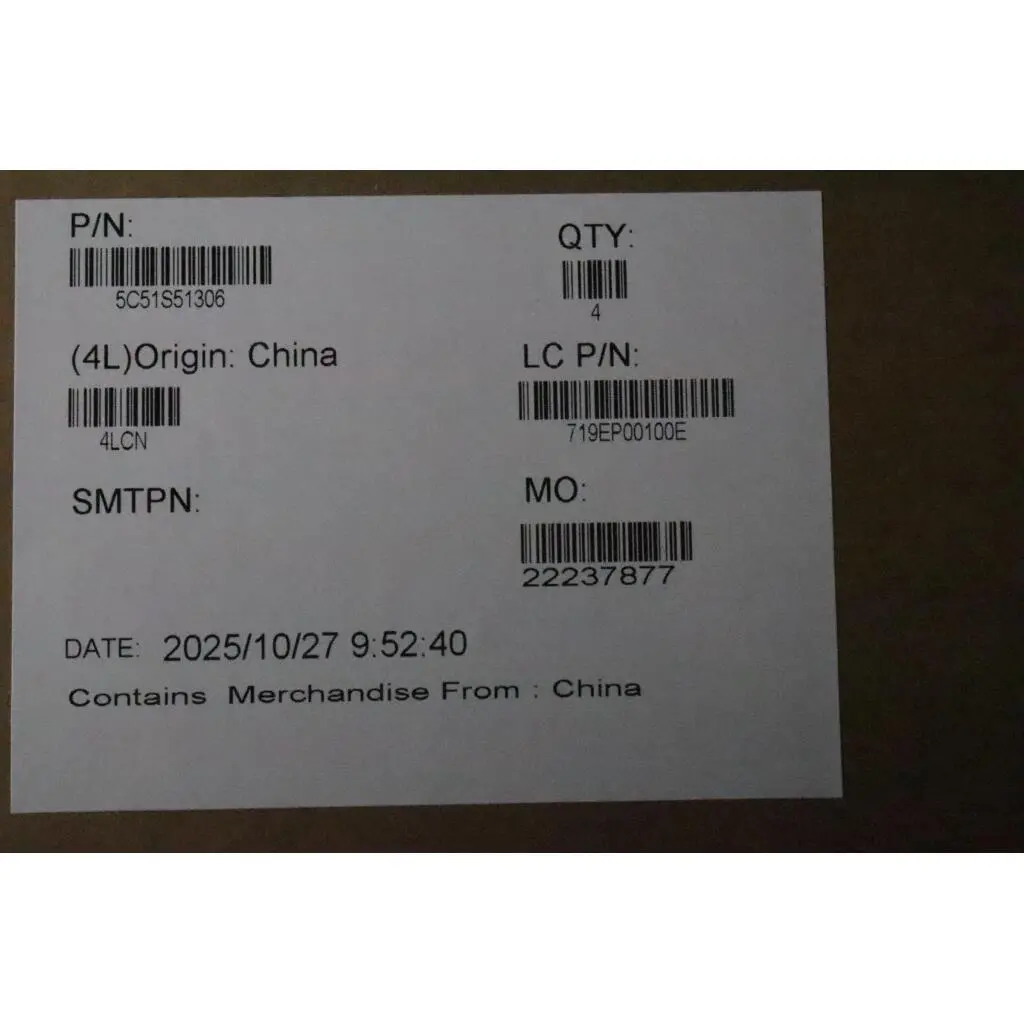 P/N:
5C51S51306
QTY:
4
(4L)Origin: China
4LCN
LC P/N:
719EP00100E
SMTPN:
MO:
22237877
DATE: 2025/10/27 9:52:40
Contains Merchandise From : China